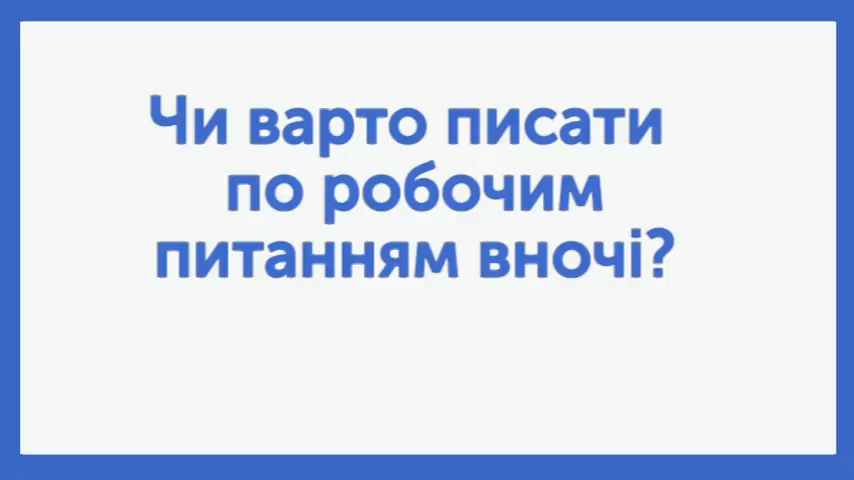 Чи варто писати
по робочим
питанням вночі?